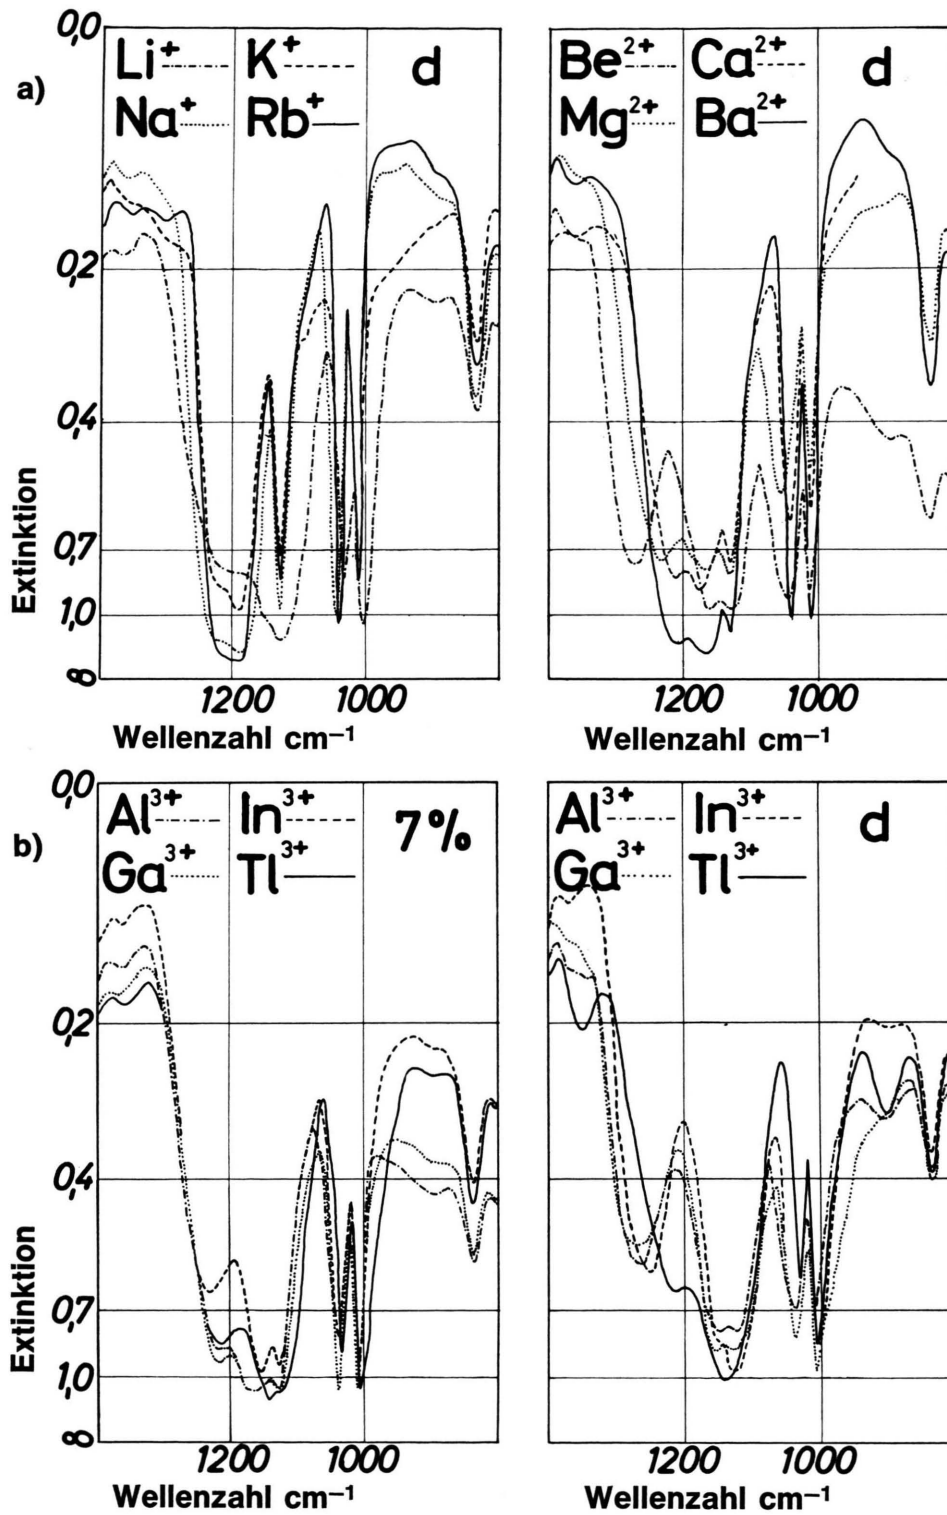 a)
0,0
Li⁺ K⁺ d
Na⁺ Rb⁺
Be²⁺ Ca²⁺ d
Mg²⁺ Ba²⁺
0,2
0,4
0,7
1,0
∞
Extinktion
1200 1000
Wellenzahl cm⁻¹
1200 1000
Wellenzahl cm⁻¹
b)
0,0
Al³⁺ In³⁺ 7%
Ga³⁺ Tl³⁺
Al³⁺ In³⁺ d
Ga³⁺ Tl³⁺
0,2
0,4
0,7
1,0
∞
Extinktion
1200 1000
Wellenzahl cm⁻¹
1200 1000
Wellenzahl cm⁻¹